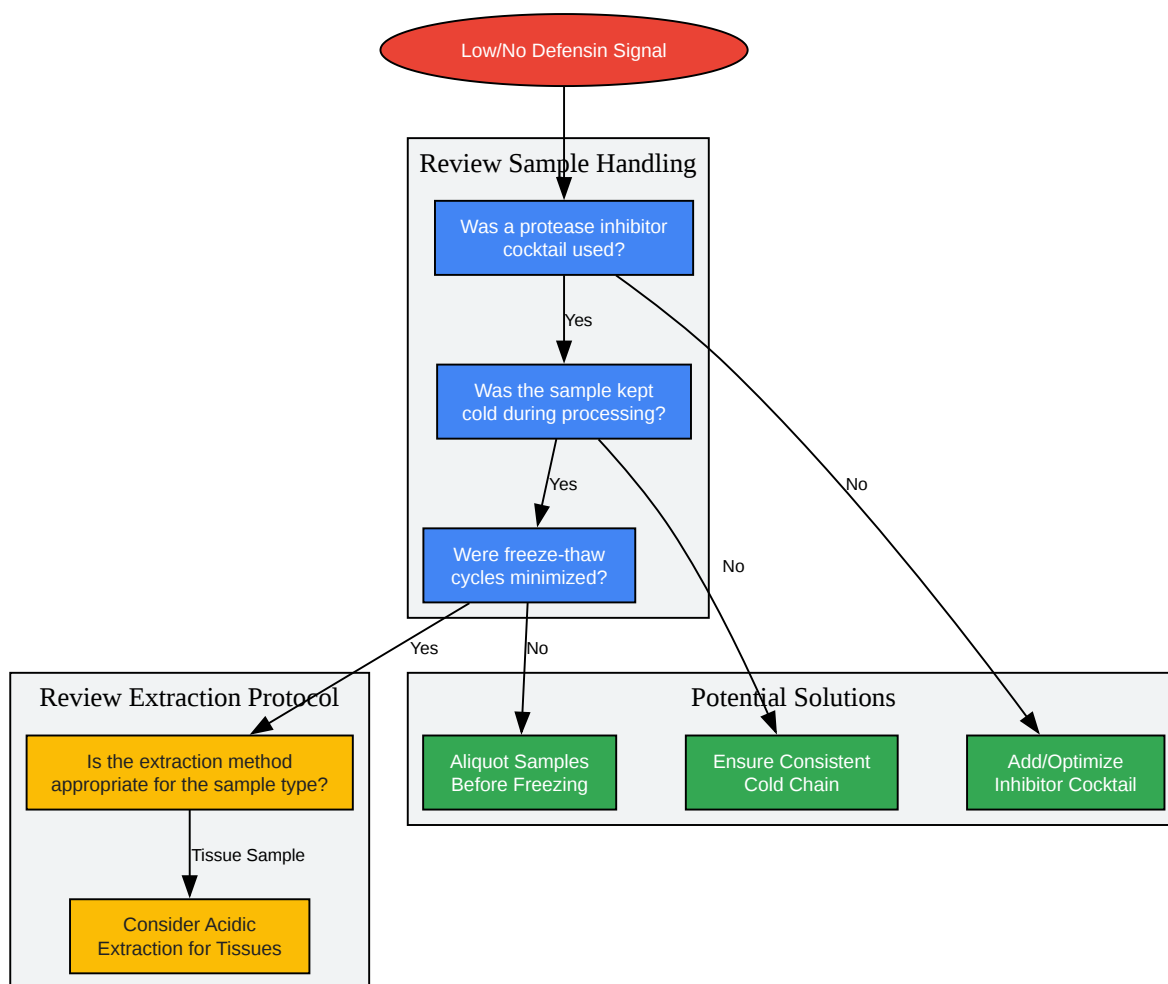 Low/No Defensin Signal
Review Sample Handling
Was a protease inhibitor
cocktail used?
Yes
Was the sample kept
cold during processing?
No
Yes
Were freeze-thaw
cycles minimized?
No
Yes
No
Review Extraction Protocol
Potential Solutions
Is the extraction method
appropriate for the sample type?
Aliquot Samples
Before Freezing
Ensure Consistent
Cold Chain
Add/Optimize
Inhibitor Cocktail
Tissue Sample
Consider Acidic
Extraction for Tissues